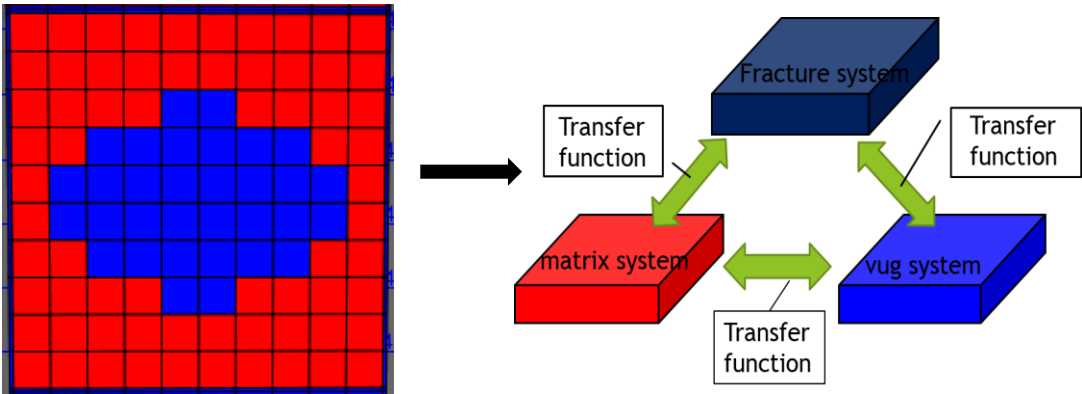 Fracture system
Transfer
function
Transfer
function
matrix system
vug system
Transfer
function